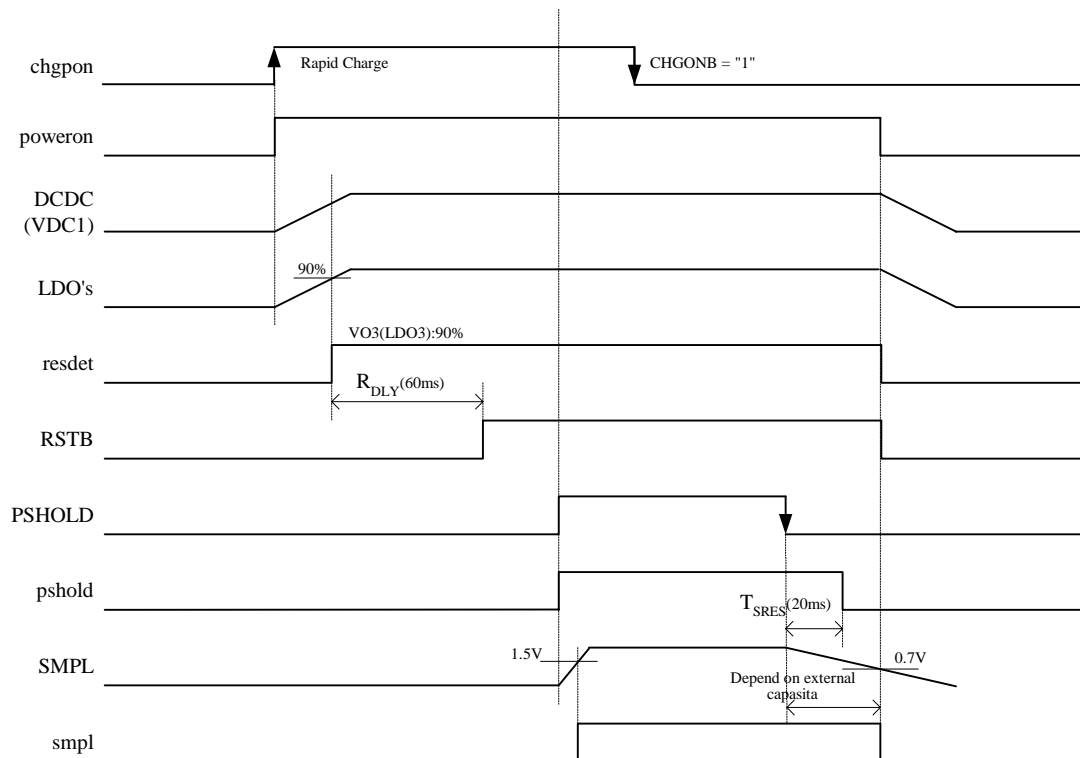 chgpon
Rapid Charge
CHGONB = "1"
poweron
DCDC
(VDC1)
90%
LDO's
VO3(LDO3):90%
resdet
RDLY(60ms)
RSTB
PSHOLD
pshold
TSRES(20ms)
1.5V
SMPL
0.7V
Depend on external
capasita
smpl